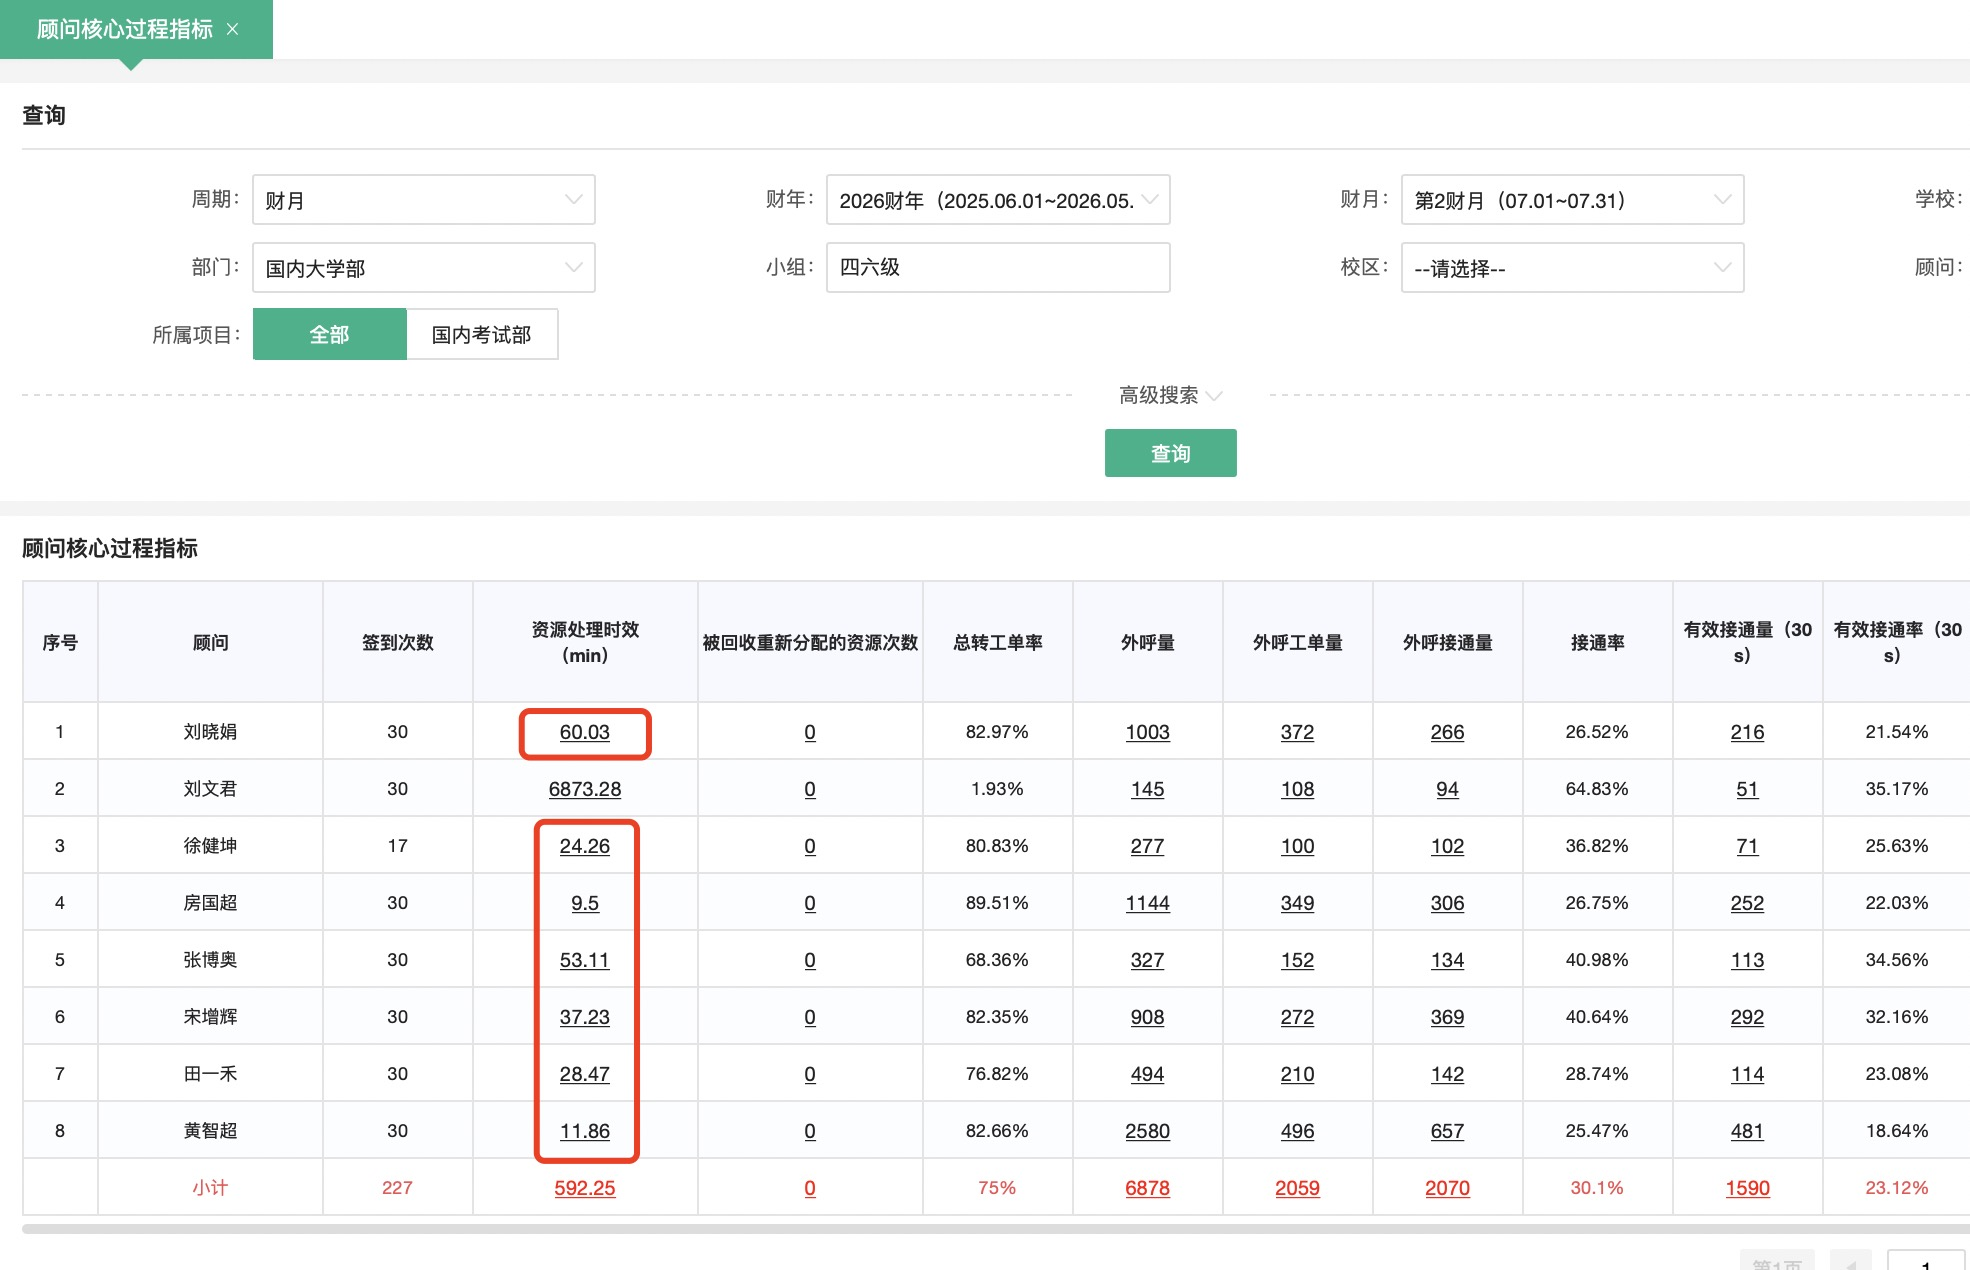 顾问核心过程指标 ×
查询
周期: 财月 财年: 2026财年（2025.06.01~2026.05. 财月: 第2财月（07.01~07.31） 学校:
部门: 国内大学部 小组: 四六级 校区: --请选择-- 顾问:
所属项目: 全部 国内考试部
高级搜索
查询
顾问核心过程指标
序号 顾问 签到次数 资源处理时效（min） 被回收重新分配的资源次数 总转工单率 外呼量 外呼工单量 外呼接通量 接通率 有效接通量（30s） 有效接通率（30s）
1 刘晓娟 30 60.03 0 82.97% 1003 372 266 26.52% 216 21.54%
2 刘文君 30 6873.28 0 1.93% 145 108 94 64.83% 51 35.17%
3 徐健坤 17 24.26 0 80.83% 277 100 102 36.82% 71 25.63%
4 房国超 30 9.5 0 89.51% 1144 349 306 26.75% 252 22.03%
5 张博奥 30 53.11 0 68.36% 327 152 134 40.98% 113 34.56%
6 宋增辉 30 37.23 0 82.35% 908 272 369 40.64% 292 32.16%
7 田一禾 30 28.47 0 76.82% 494 210 142 28.74% 114 23.08%
8 黄智超 30 11.86 0 82.66% 2580 496 657 25.47% 481 18.64%
小计 227 592.25 0 75% 6878 2059 2070 30.1% 1590 23.12%
第1页 1